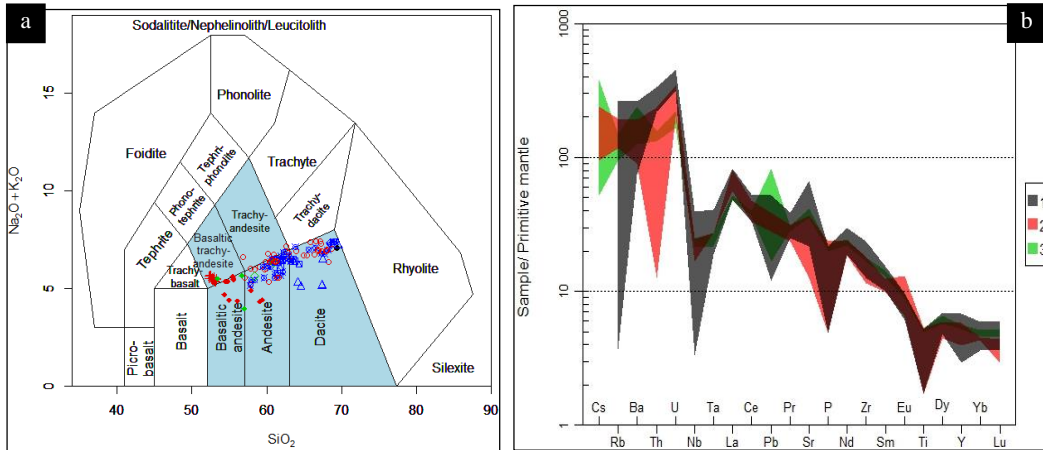 a
Sodalitite/Nephelinolith/Leucitolith
Phonolite
Foidite
Tephri-
phonolite
Trachyte
Phono-
tephrite
Trachy-
andesite
Trachy-
dacite
Tephrite
Basaltic
trachy-
andesite
Trachy-
basalt
Rhyolite
Picro-
basalt
Basalt
Basaltic
andesite
Andesite
Dacite
Silexite
Na2O + K2O
0 5 10 15
40 50 60 70 80 90
SiO2
b
Sample/ Primitive mantle
1000
100
10
1
Cs Ba U Ta Ce Pr P Zr Eu Dy Yb
Rb Th Nb La Pb Sr Nd Sm Ti Y Lu
1
2
3